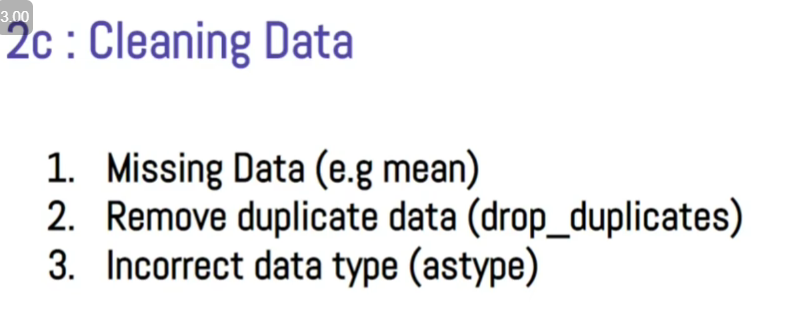 3.00
2c : Cleaning Data
1. Missing Data (e.g mean)
2. Remove duplicate data (drop_duplicates)
3. Incorrect data type (astype)